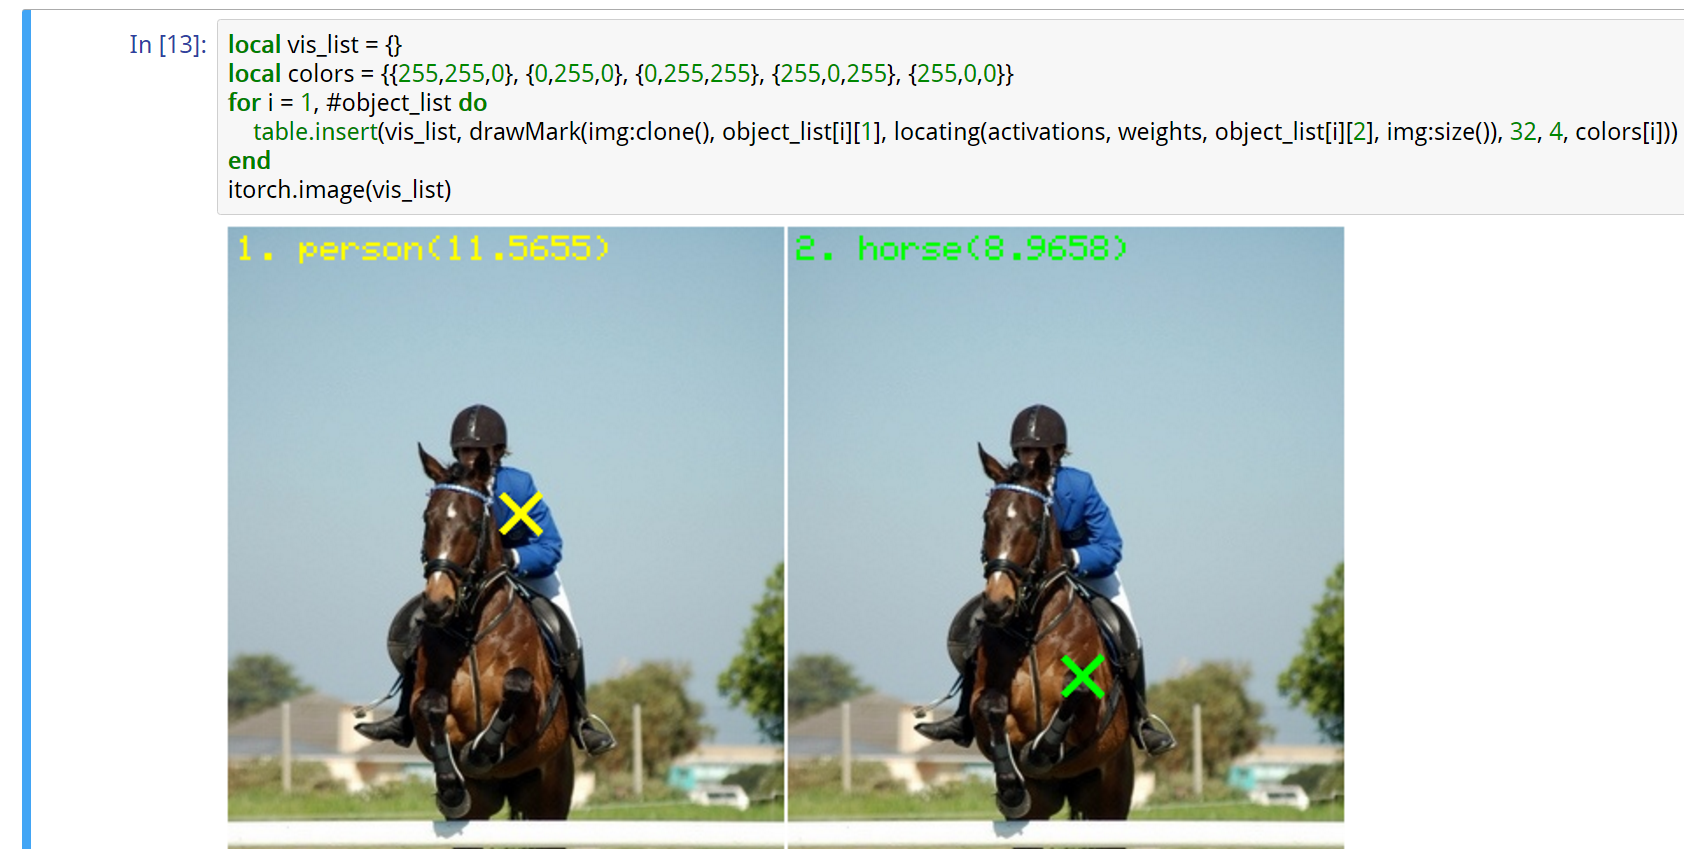 In [13]:
local vis_list = {}
local colors = {{255,255,0}, {0,255,0}, {0,255,255}, {255,0,255}, {255,0,0}}
for i = 1, #object_list do
table.insert(vis_list, drawMark(img:clone(), object_list[i][1], locating(activations, weights, object_list[i][2], img:size()), 32, 4, colors[i]))
end
itorch.image(vis_list)
1. person(11.5655)
2. horse(8.9658)